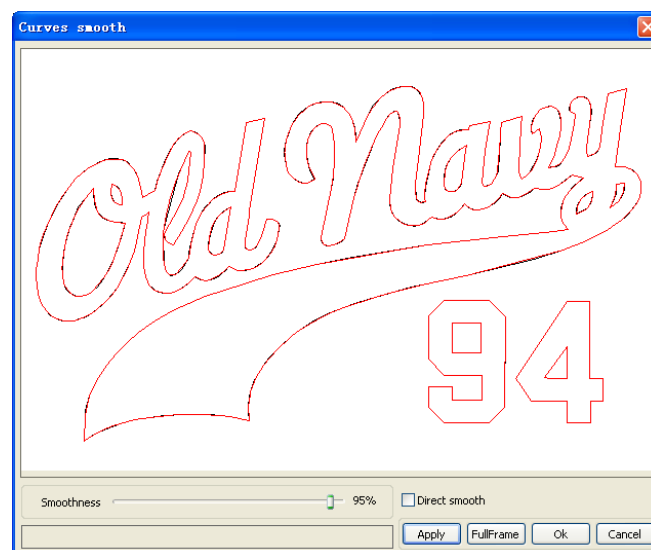 Curves smooth
Old Navy
94
Smoothness 95% Direct smooth
Apply FullFrame Ok Cancel